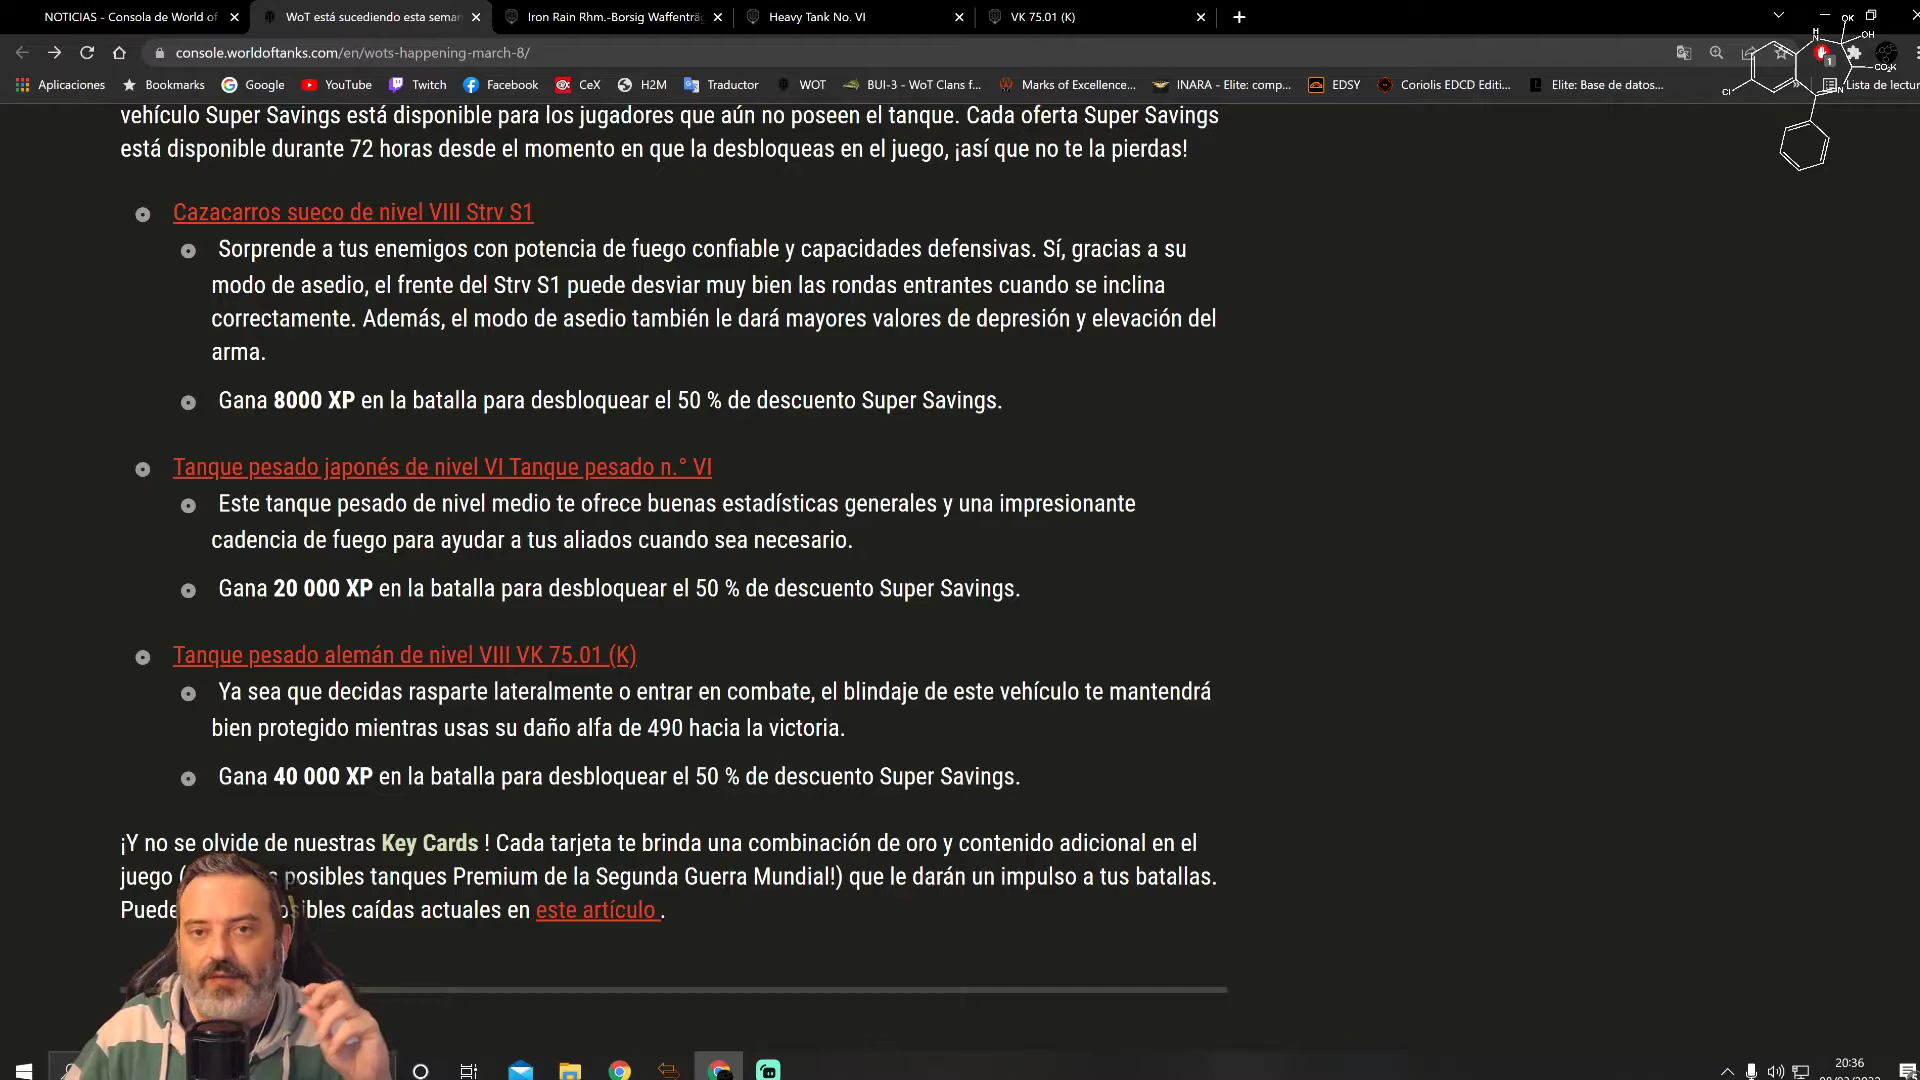 NOTICIAS - Consola de World of
WoT está sucediendo esta seman
Iron Rain Rhm.-Borsig Waffenträg
Heavy Tank No. VI
VK 75.01 (K)
console.worldoftanks.com/en/wots-happening-march-8/
Aplicaciones
Bookmarks
Google
YouTube
Twitch
Facebook
CeX
H2M
Traductor
WOT
BUI-3 - WoT Clans f...
Marks of Excellence...
INARA - Elite: comp...
EDSY
Coriolis EDCD Editi...
Elite: Base de datos...
Lista de lectur
OK
OH
H
N
CO₂K
N
Cl
1
vehículo Super Savings está disponible para los jugadores que aún no poseen el tanque. Cada oferta Super Savings
está disponible durante 72 horas desde el momento en que la desbloqueas en el juego, ¡así que no te la pierdas!
Cazacarros sueco de nivel VIII Strv S1
Sorprende a tus enemigos con potencia de fuego confiable y capacidades defensivas. Sí, gracias a su
modo de asedio, el frente del Strv S1 puede desviar muy bien las rondas entrantes cuando se inclina
correctamente. Además, el modo de asedio también le dará mayores valores de depresión y elevación del
arma.
Gana 8000 XP en la batalla para desbloquear el 50 % de descuento Super Savings.
Tanque pesado japonés de nivel VI Tanque pesado n.° VI
Este tanque pesado de nivel medio te ofrece buenas estadísticas generales y una impresionante
cadencia de fuego para ayudar a tus aliados cuando sea necesario.
Gana 20 000 XP en la batalla para desbloquear el 50 % de descuento Super Savings.
Tanque pesado alemán de nivel VIII VK 75.01 (K)
Ya sea que decidas rasparte lateralmente o entrar en combate, el blindaje de este vehículo te mantendrá
bien protegido mientras usas su daño alfa de 490 hacia la victoria.
Gana 40 000 XP en la batalla para desbloquear el 50 % de descuento Super Savings.
¡Y no se olvide de nuestras Key Cards ! Cada tarjeta te brinda una combinación de oro y contenido adicional en el
juego ( posibles tanques Premium de la Segunda Guerra Mundial!) que le darán un impulso a tus batallas.
Puede caídas actuales en este artículo .
20:36